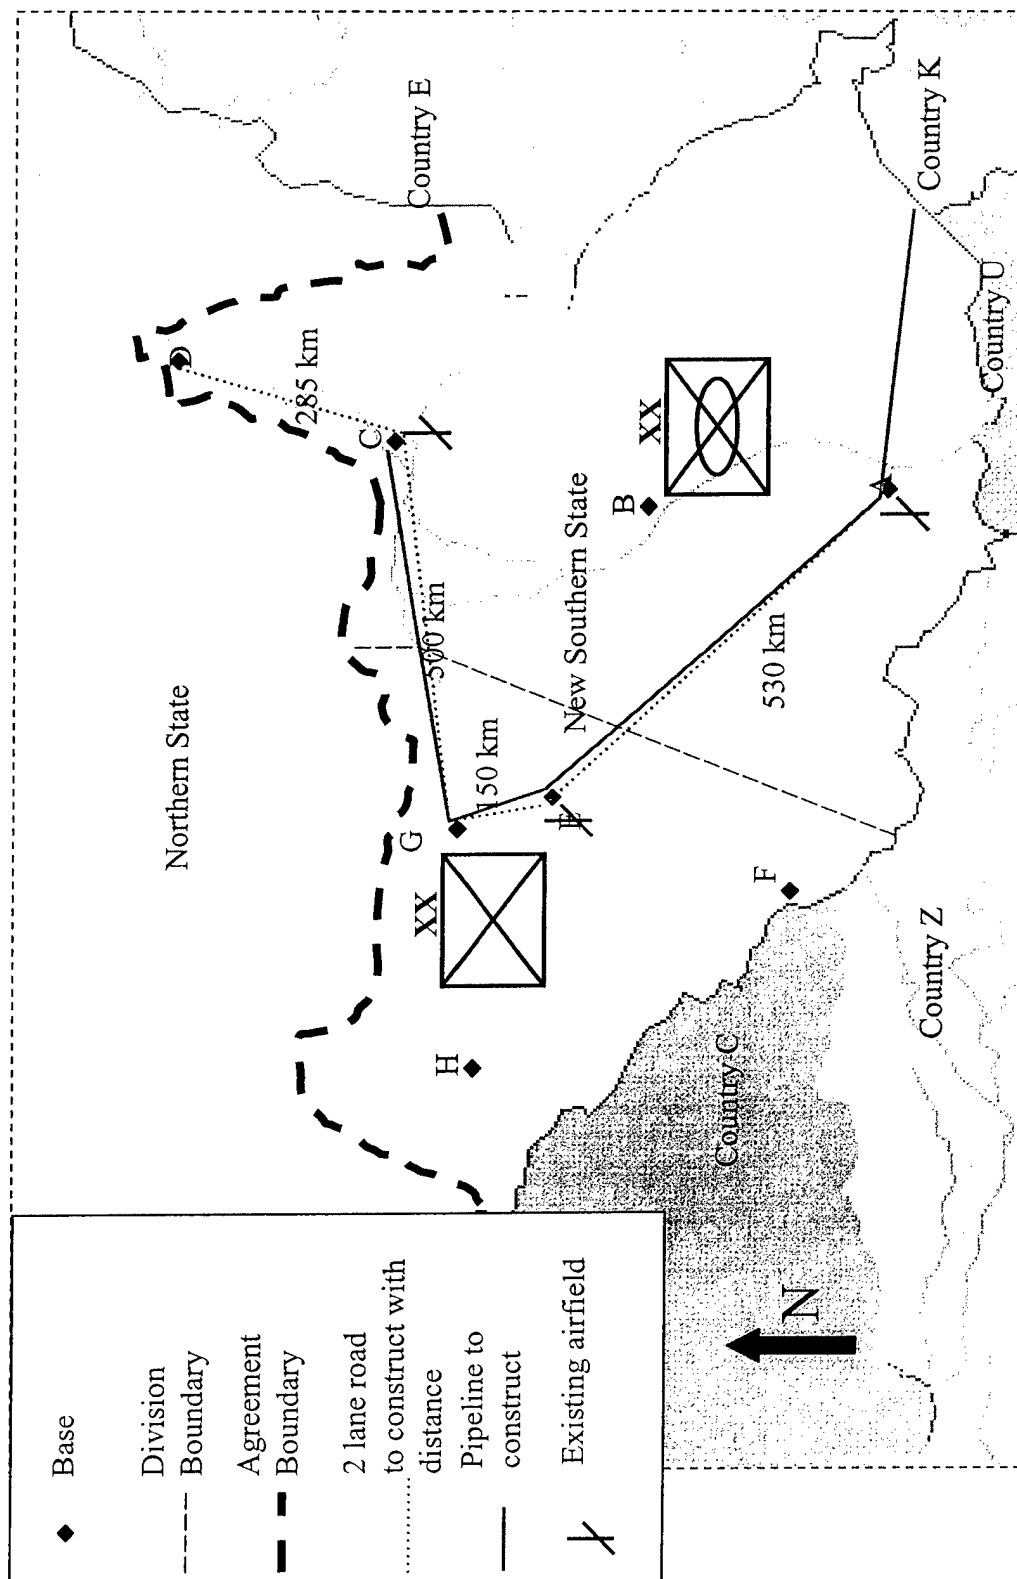 Northern State
Country E
D
285 km
C
500 km
G
150 km
XX
H
E
New Southern State
B
XX
530 km
A
F
Country K
Country U
Country C
Country Z
N
Base
Division
Boundary
Agreement
Boundary
2 lane road
to construct with
distance
Pipeline to
construct
Existing airfield